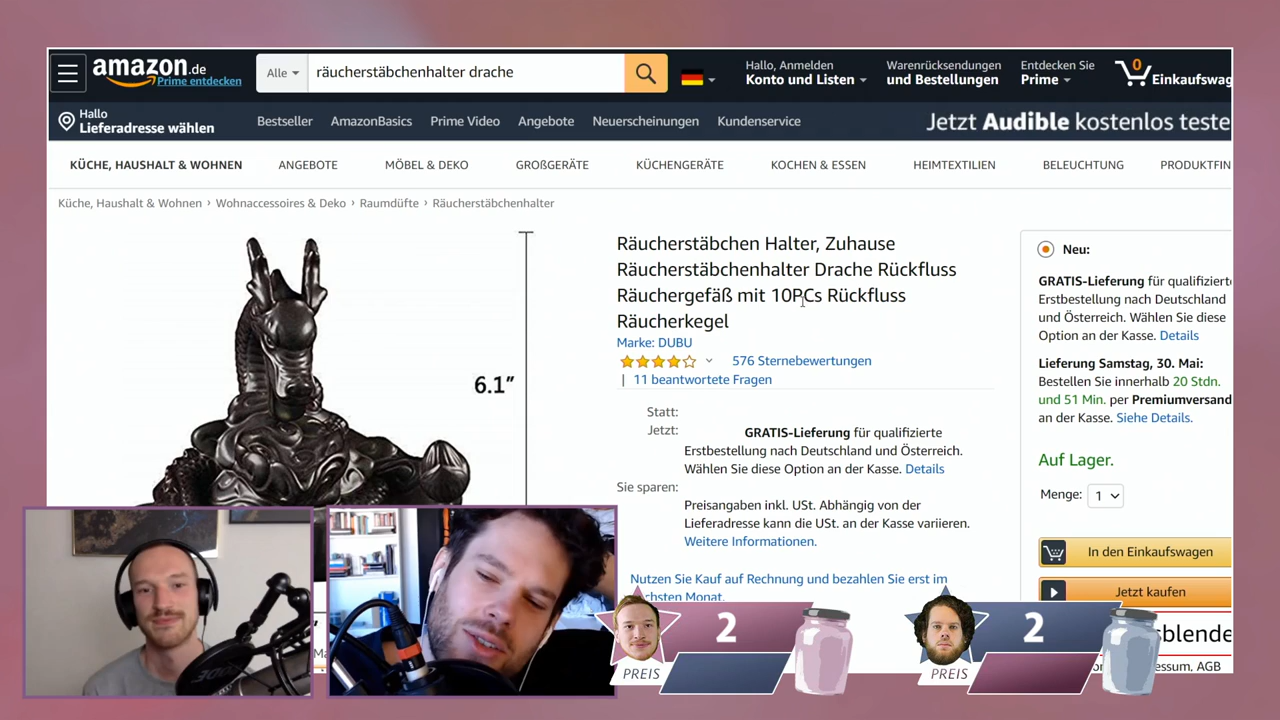 amazon.de
Prime entdecken
Alle
räucherstäbchenhalter drache
Hallo, Anmelden
Konto und Listen
Warenrücksendungen
und Bestellungen
Entdecken Sie
Prime
0
Einkaufswag
Hallo
Lieferadresse wählen
Bestseller
AmazonBasics
Prime Video
Angebote
Neuerscheinungen
Kundenservice
Jetzt Audible kostenlos teste
KÜCHE, HAUSHALT & WOHNEN
ANGEBOTE
MÖBEL & DEKO
GROßGERÄTE
KÜCHENGERÄTE
KOCHEN & ESSEN
HEIMTEXTILIEN
BELEUCHTUNG
PRODUKTFIN
Küche, Haushalt & Wohnen › Wohnaccessoires & Deko › Raumdüfte › Räucherstäbchenhalter
6.1”
Räucherstäbchen Halter, Zuhause
Räucherstäbchenhalter Drache Rückfluss
Räuchergefäß mit 10PCs Rückfluss
Räucherkegel
Marke: DUBU
576 Sternebewertungen
| 11 beantwortete Fragen
Statt:
Jetzt:
GRATIS-Lieferung für qualifizierte
Erstbestellung nach Deutschland und Österreich.
Wählen Sie diese Option an der Kasse. Details
Sie sparen:
Preisangaben inkl. USt. Abhängig von der
Lieferadresse kann die USt. an der Kasse variieren.
Weitere Informationen.
Nutzen Sie Kauf auf Rechnung und bezahlen Sie erst im
chsten Monat.
Neu:
GRATIS-Lieferung für qualifizierte
Erstbestellung nach Deutschland
und Österreich. Wählen Sie diese
Option an der Kasse. Details
Lieferung Samstag, 30. Mai:
Bestellen Sie innerhalb 20 Stdn.
und 51 Min. per Premiumversand
an der Kasse. Siehe Details.
Auf Lager.
Menge: 1
In den Einkaufswagen
Jetzt kaufen
sblende
essum, AGB
2
PREIS
2
PREIS